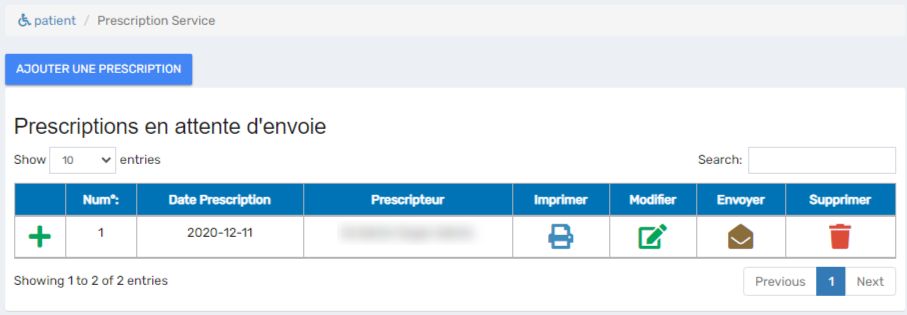 patient / Prescription Service
AJOUTER UNE PRESCRIPTION
Prescriptions en attente d'envoie
Show 10 entries Search:
Num°: Date Prescription Prescripteur Imprimer Modifier Envoyer Supprimer
1 2020-12-11
Showing 1 to 2 of 2 entries Previous 1 Next